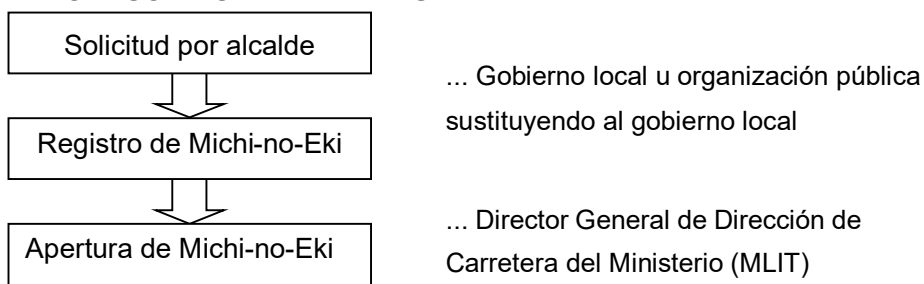 Solicitud por alcalde
... Gobierno local u organización pública
sustituyendo al gobierno local
Registro de Michi-no-Eki
... Director General de Dirección de
Carretera del Ministerio (MLIT)
Apertura de Michi-no-Eki